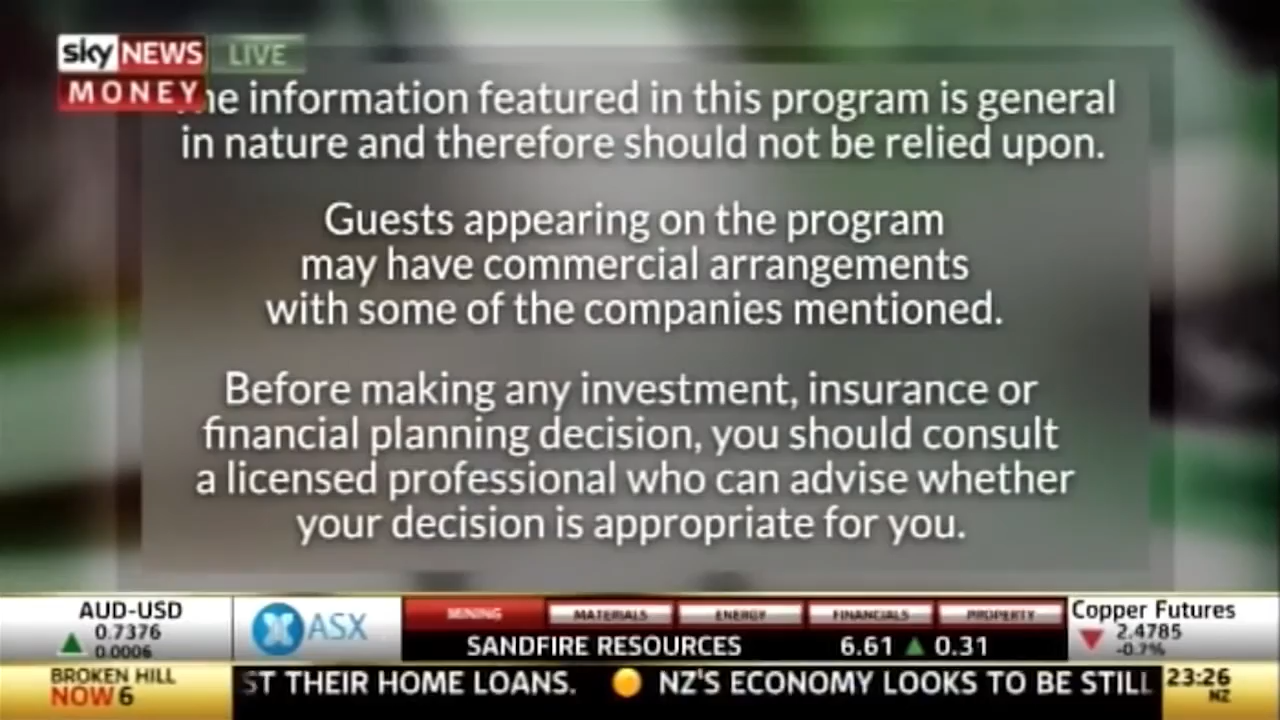 sky NEWS LIVE
MONEY
he information featured in this program is general
in nature and therefore should not be relied upon.
Guests appearing on the program
may have commercial arrangements
with some of the companies mentioned.
Before making any investment, insurance or
financial planning decision, you should consult
a licensed professional who can advise whether
your decision is appropriate for you.
AUD-USD
0.7376
0.0006
ASX
MINING MATERIALS ENERGY FINANCIALS PROPERTY
SANDFIRE RESOURCES 6.61 0.31
Copper Futures
2.4785
-0.7%
BROKEN HILL
NOW 6
ST THEIR HOME LOANS. NZ'S ECONOMY LOOKS TO BE STILL
23:26
NZ